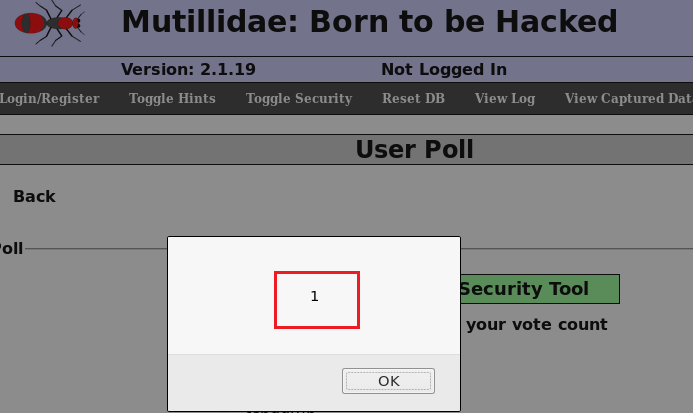 Mutillidae: Born to be Hacked
Version: 2.1.19 Not Logged In
Login/Register Toggle Hints Toggle Security Reset DB View Log View Captured Data
User Poll
Back
Poll
1
Security Tool
your vote count
OK